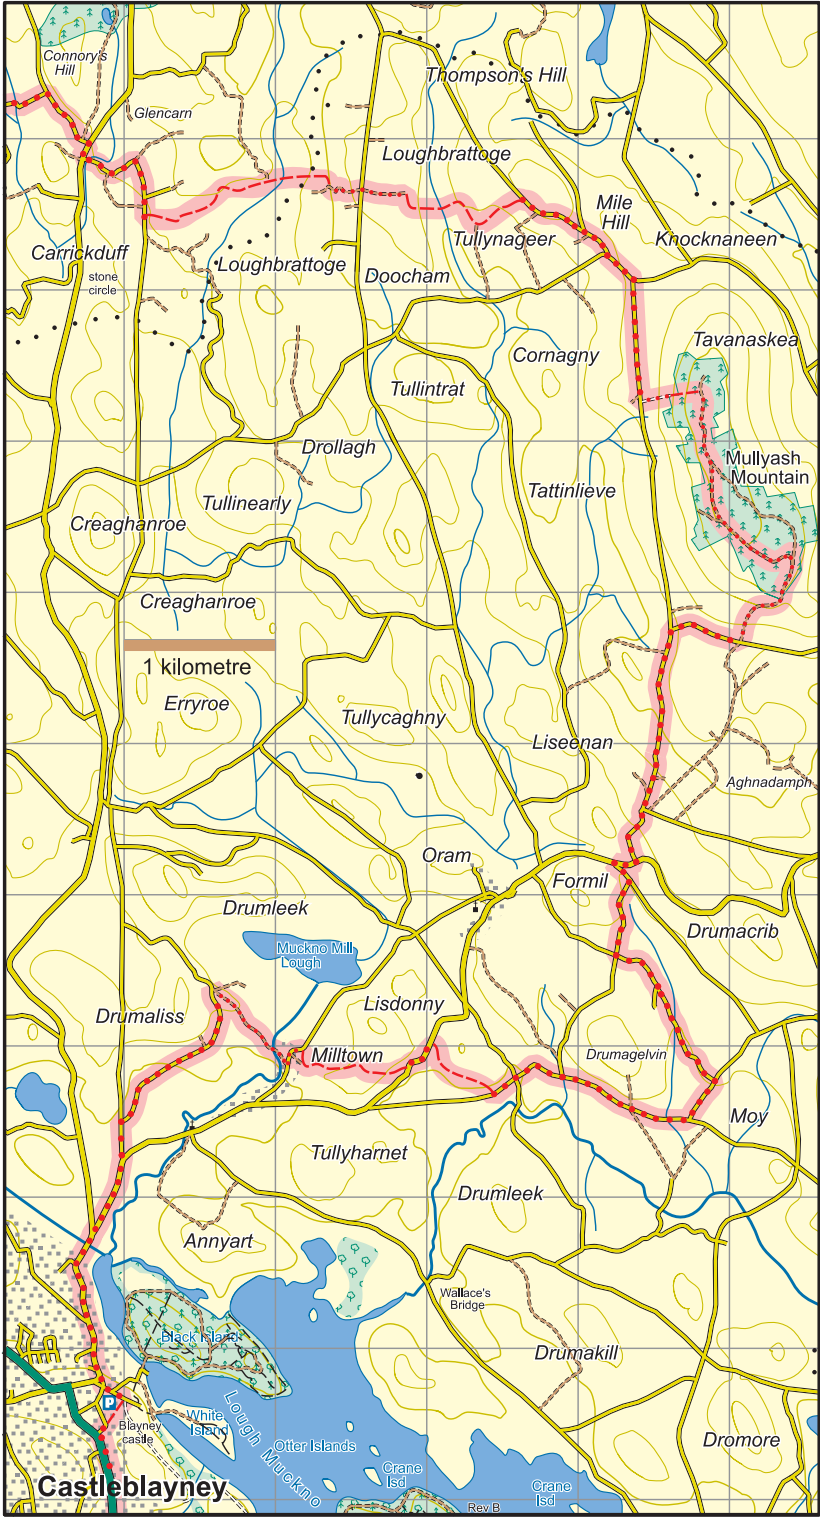 Connory's
Hill
Thompson's Hill
Glencarn
Loughbrattoge
Mile
Hill
Tullynageer
Knocknaneen
Carrickduff
Loughbrattoge
stone
circle
Doocham
Tavanaskea
Cornagny
Tullintrat
Drollagh
Mullyash
Mountain
Tattinlieve
Tullinearly
Creaghanroe
Creaghanroe
1 kilometre
Erryroe
Tullycaghny
Liseenan
Aghnadamph
Oram
Formil
Drumleek
Drumacrib
Muckno Mill
Lough
Lisdonny
Drumaliss
Milltown
Drumagelvin
Moy
Tullyharnet
Drumleek
Annyart
Wallace's
Bridge
Black Island
Drumakill
P
White
Island
Blayney
castle
Lough Muckno
Otter Islands
Dromore
Crane
Isd
Crane
Isd
Castleblayney
Rev B